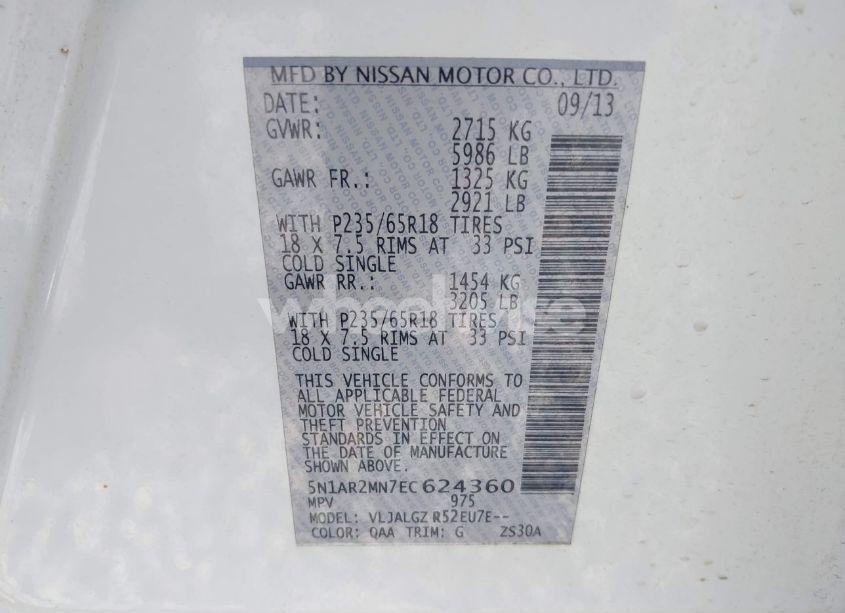 MFD BY NISSAN MOTOR CO., LTD.
DATE: 09/13
GVWR: 2715 KG
5986 LB
GAWR FR.: 1325 KG
2921 LB
WITH P235/65R18 TIRES
18 X 7.5 RIMS AT 33 PSI
COLD SINGLE
GAWR RR.: 1454 KG
3205 LB
WITH P235/65R18 TIRES
18 X 7.5 RIMS AT 33 PSI
COLD SINGLE
THIS VEHICLE CONFORMS TO
ALL APPLICABLE FEDERAL
MOTOR VEHICLE SAFETY AND
THEFT PREVENTION
STANDARDS IN EFFECT ON
THE DATE OF MANUFACTURE
SHOWN ABOVE.
5N1AR2MN7EC624360
MPV 975
MODEL: VLJALGZ R52EU7E--
COLOR: QAA TRIM: G ZS30A